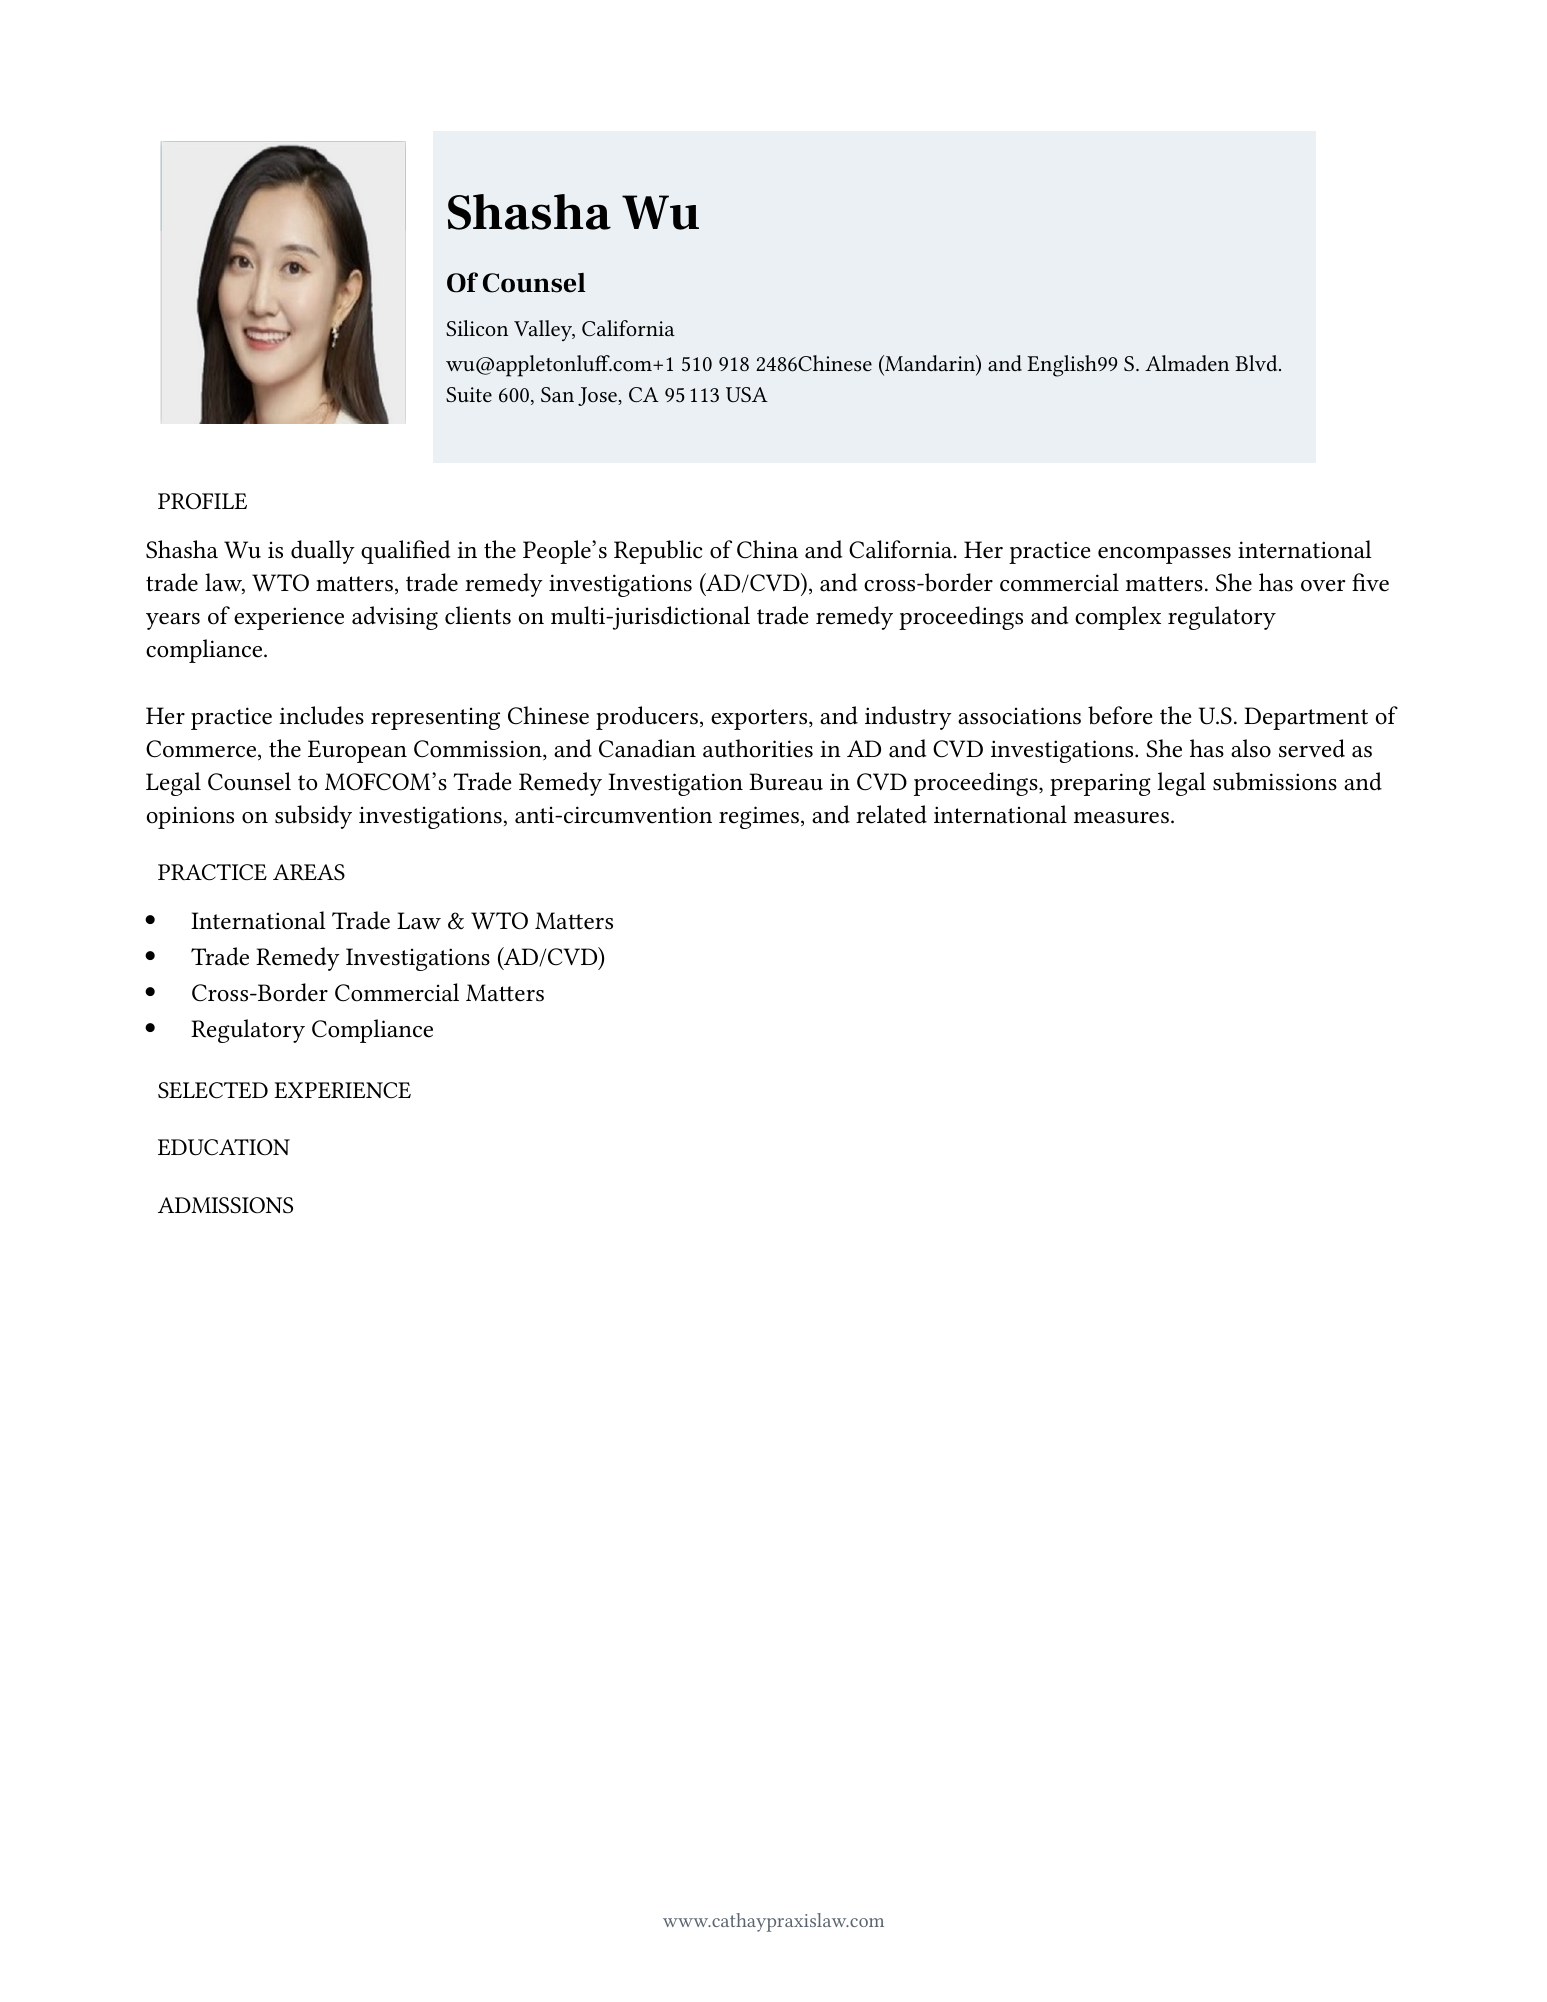 Shasha Wu
Of Counsel
Silicon Valley, California
wu@appletonluff.com+1 510 918 2486Chinese (Mandarin) and English99 S. Almaden Blvd.
Suite 600, San Jose, CA 95113 USA
PROFILE
Shasha Wu is dually qualified in the People’s Republic of China and California. Her practice encompasses international
trade law, WTO matters, trade remedy investigations (AD/CVD), and cross-border commercial matters. She has over five
years of experience advising clients on multi-jurisdictional trade remedy proceedings and complex regulatory
compliance.
Her practice includes representing Chinese producers, exporters, and industry associations before the U.S. Department of
Commerce, the European Commission, and Canadian authorities in AD and CVD investigations. She has also served as
Legal Counsel to MOFCOM’s Trade Remedy Investigation Bureau in CVD proceedings, preparing legal submissions and
opinions on subsidy investigations, anti-circumvention regimes, and related international measures.
PRACTICE AREAS
• International Trade Law & WTO Matters
• Trade Remedy Investigations (AD/CVD)
• Cross-Border Commercial Matters
• Regulatory Compliance
SELECTED EXPERIENCE
EDUCATION
ADMISSIONS
www.cathaypraxislaw.com